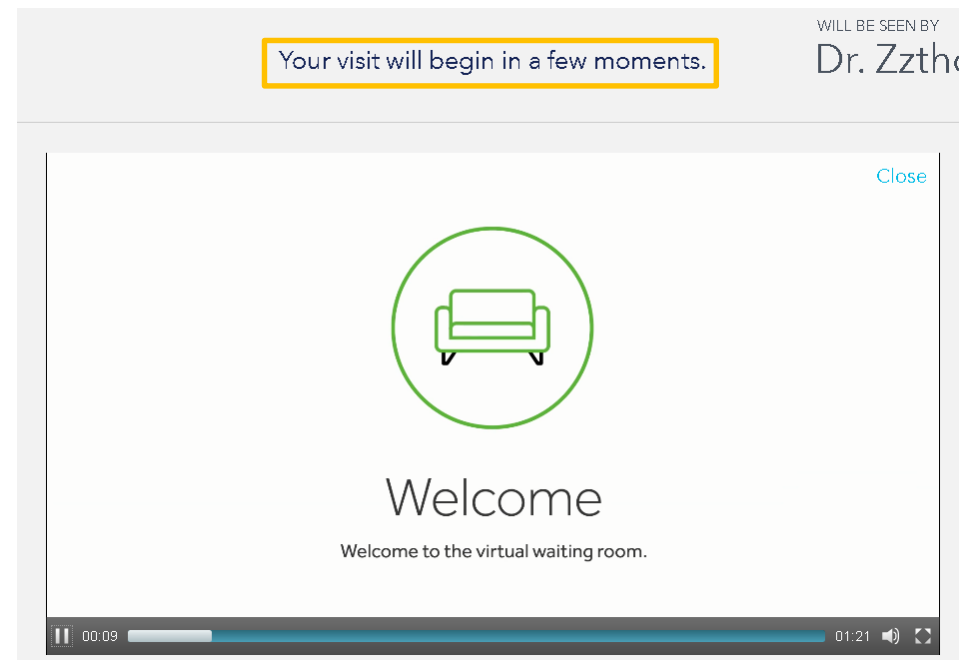 WILL BE SEEN BY
Your visit will begin in a few moments.
Dr.
Close
Welcome
Welcome to the virtual waiting room.
00:09
01:21